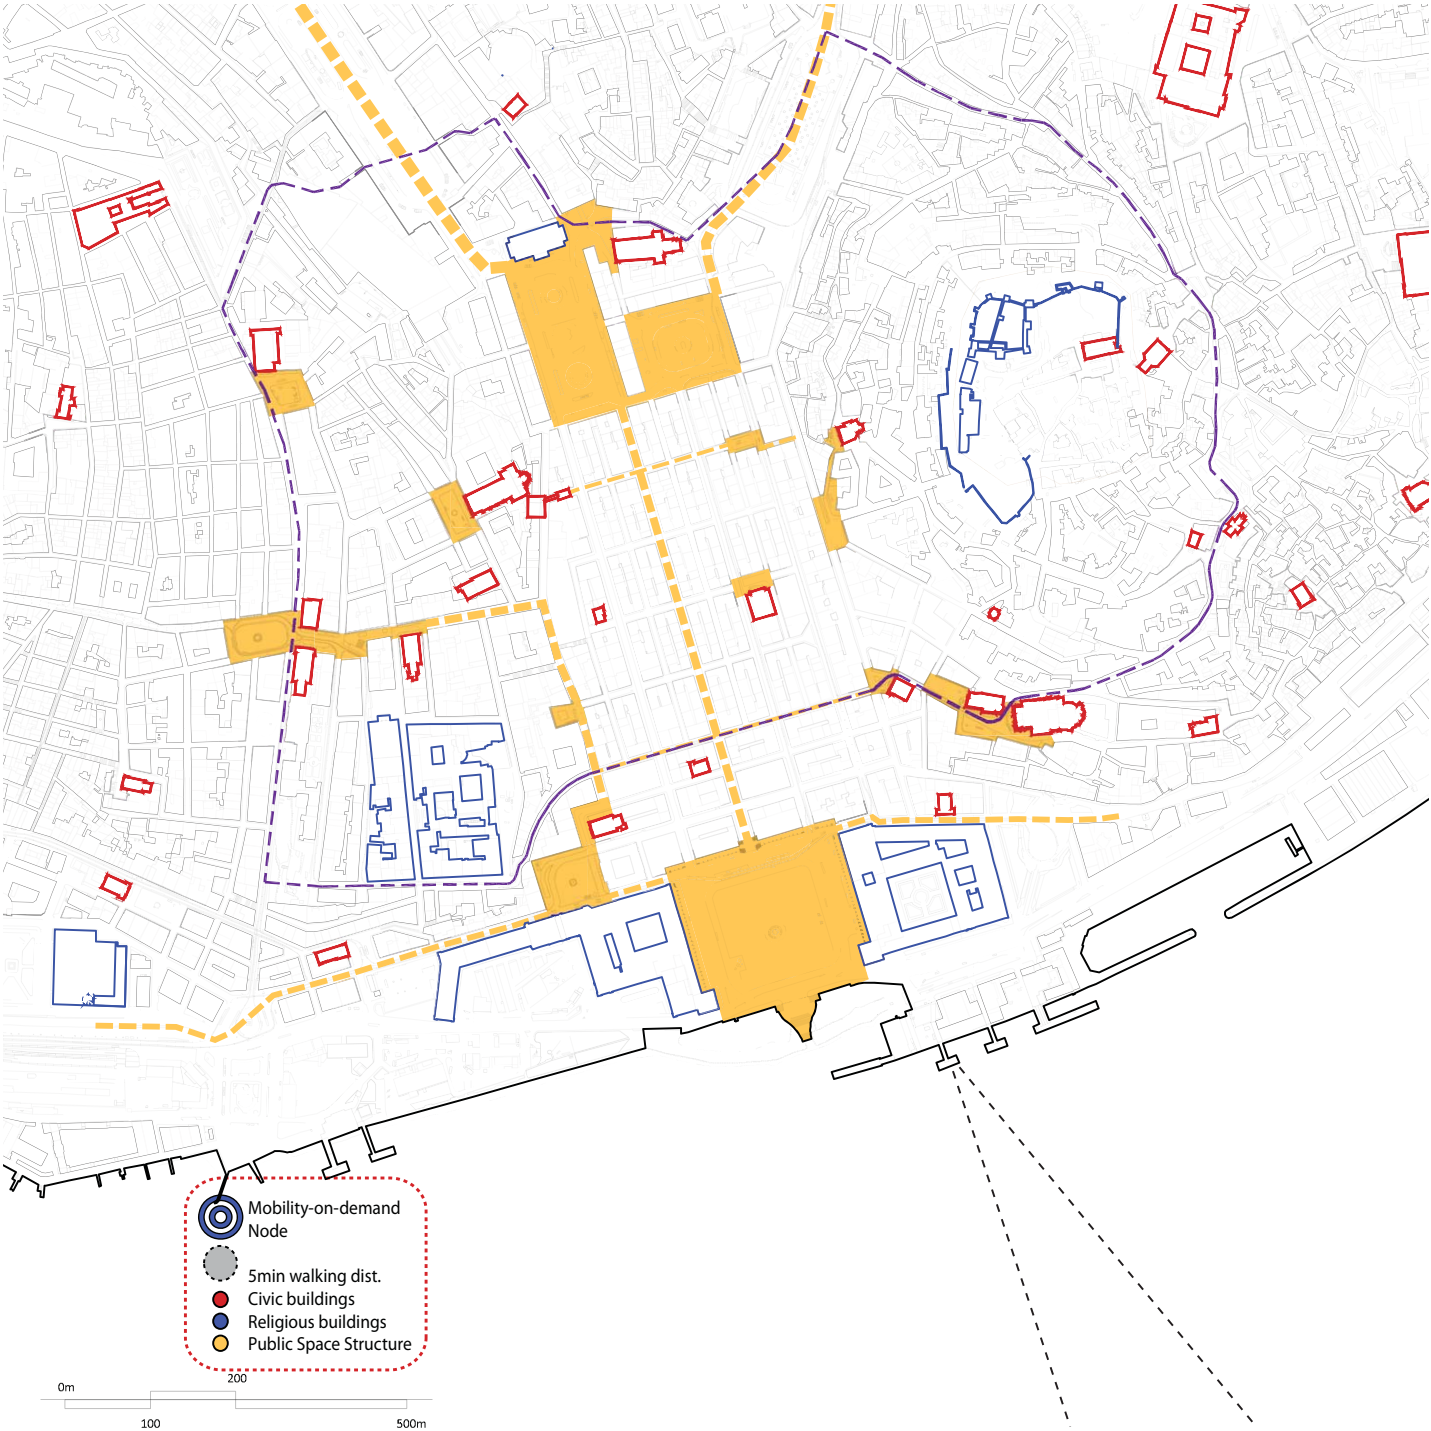 Mobility-on-demand
Node
5min walking dist.
Civic buildings
Religious buildings
Public Space Structure
0m
200
100
500m